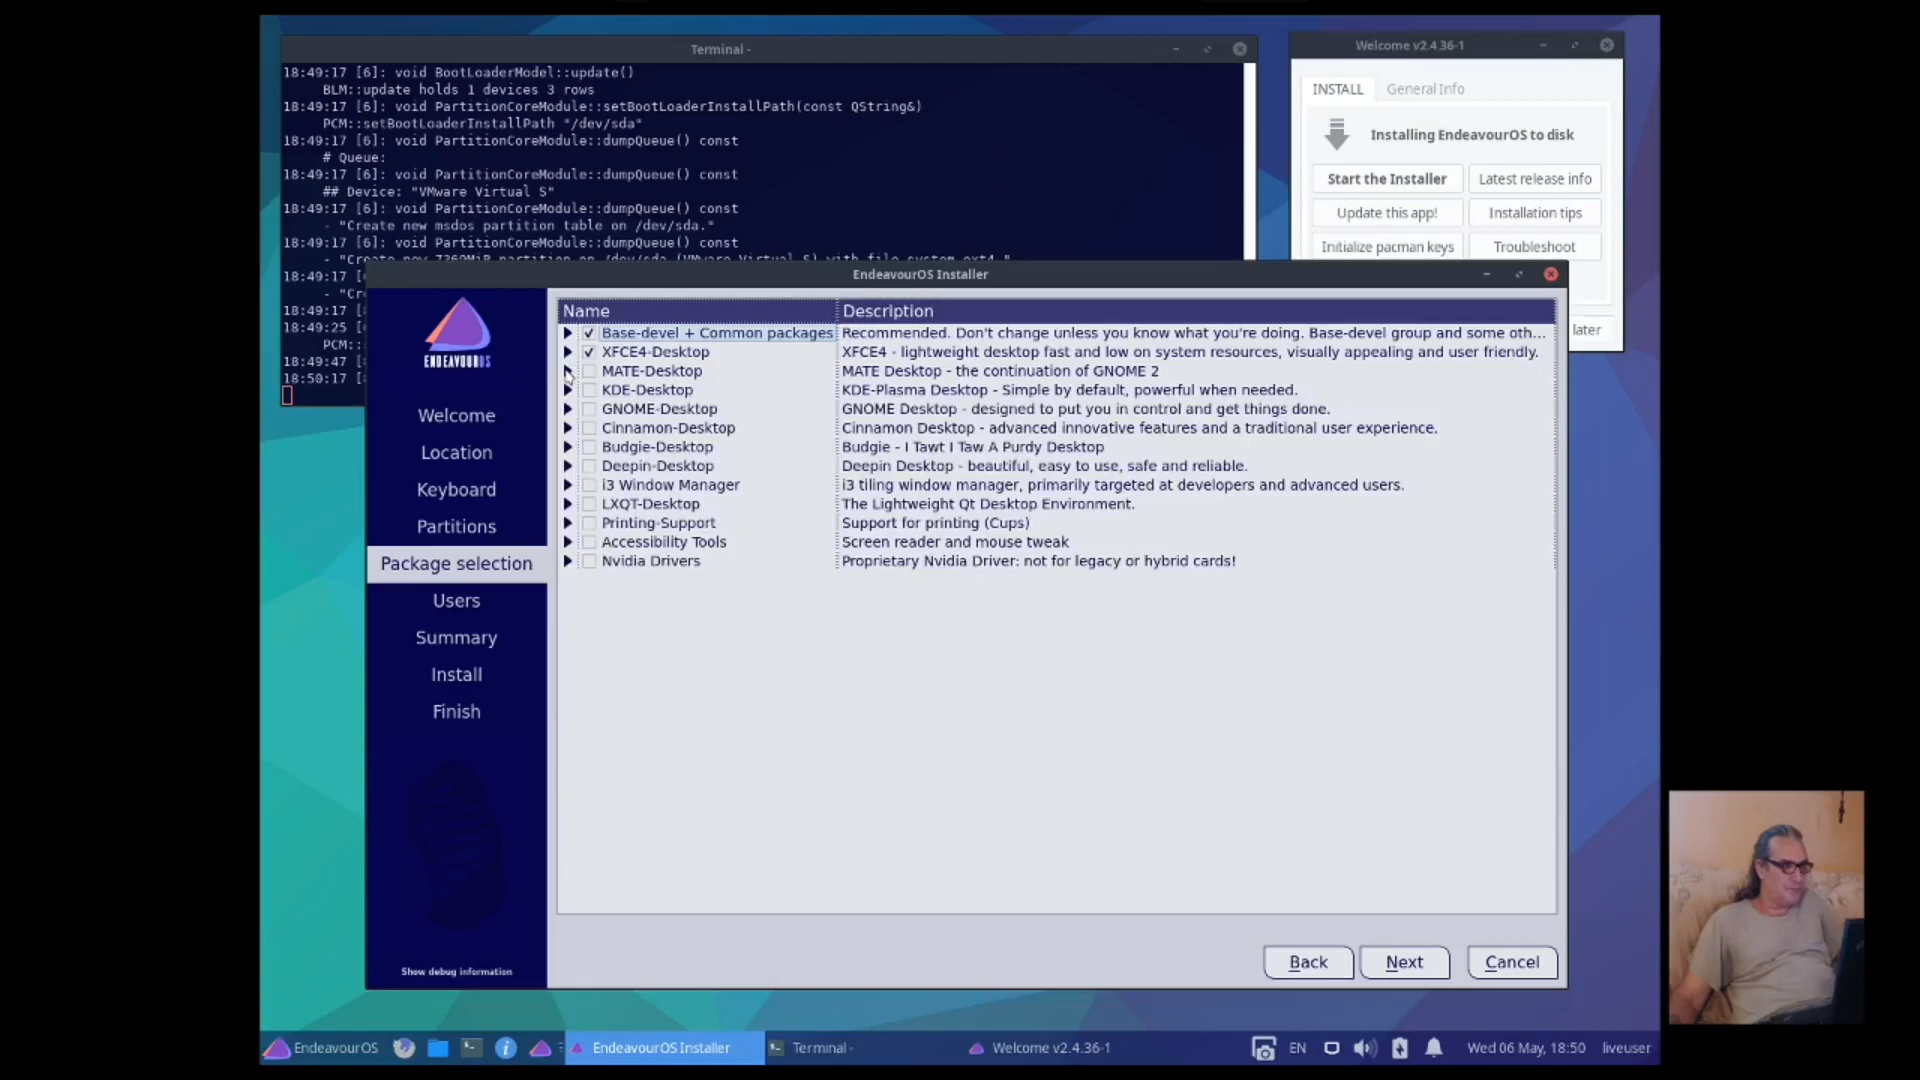 Terminal -
18:49:17 [6]: void BootLoaderModel::update()
BLM::update holds 1 devices 3 rows
18:49:17 [6]: void PartitionCoreModule::setBootLoaderInstallPath(const QString&)
PCM::setBootLoaderInstallPath "/dev/sda"
18:49:17 [6]: void PartitionCoreModule::dumpQueue() const
# Queue:
18:49:17 [6]: void PartitionCoreModule::dumpQueue() const
## Device: "VMware Virtual S"
18:49:17 [6]: void PartitionCoreModule::dumpQueue() const
- "Create new msdos partition table on /dev/sda."
18:49:17 [6]: void PartitionCoreModule::dumpQueue() const
- "Create new 7369MiB partition on /dev/sda (VMware Virtual S) with file system ext4."
18:49:17 [
- "Cr
18:49:17 [
18:49:25 [
PCM::
18:49:47 [
18:50:17 [
Welcome v2.4.36-1
INSTALL
General Info
Installing EndeavourOS to disk
Start the Installer
Latest release info
Update this app!
Installation tips
Initialize pacman keys
Troubleshoot
later
EndeavourOS Installer
ENDEAVOUROS
Welcome
Location
Keyboard
Partitions
Package selection
Users
Summary
Install
Finish
Show debug information
Name Description
Base-devel + Common packages Recommended. Don't change unless you know what you're doing. Base-devel group and some oth...
XFCE4-Desktop XFCE4 - lightweight desktop fast and low on system resources, visually appealing and user friendly.
MATE-Desktop MATE Desktop - the continuation of GNOME 2
KDE-Desktop KDE-Plasma Desktop - Simple by default, powerful when needed.
GNOME-Desktop GNOME Desktop - designed to put you in control and get things done.
Cinnamon-Desktop Cinnamon Desktop - advanced innovative features and a traditional user experience.
Budgie-Desktop Budgie - I Tawt I Taw A Purdy Desktop
Deepin-Desktop Deepin Desktop - beautiful, easy to use, safe and reliable.
i3 Window Manager i3 tiling window manager, primarily targeted at developers and advanced users.
LXQT-Desktop The Lightweight Qt Desktop Environment.
Printing-Support Support for printing (Cups)
Accessibility Tools Screen reader and mouse tweak
Nvidia Drivers Proprietary Nvidia Driver: not for legacy or hybrid cards!
Back
Next
Cancel
EndeavourOS
EndeavourOS Installer
Terminal -
Welcome v2.4.36-1
EN
Wed 06 May, 18:50
liveuser